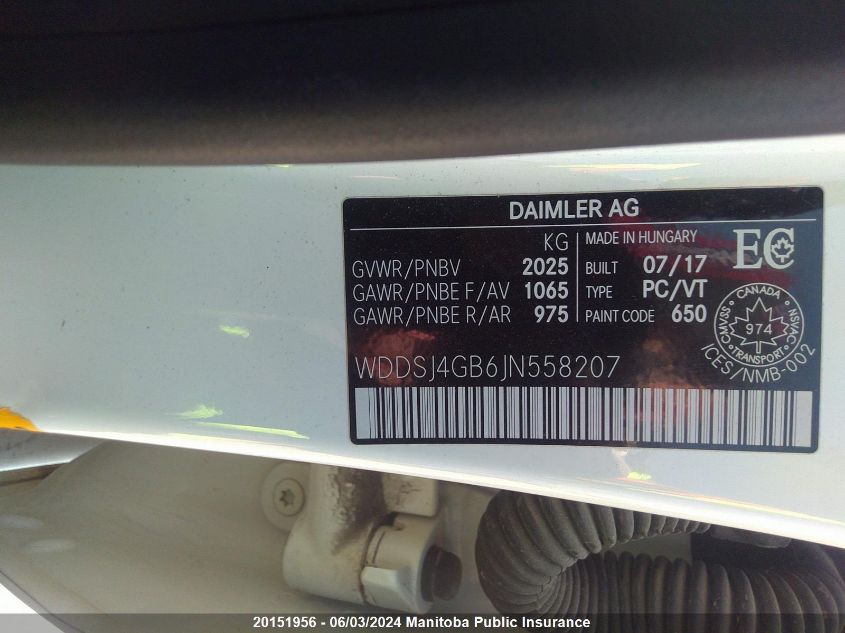 DAIMLER AG
KG
GVWR/PNBV 2025
GAWR/PNBE F/AV 1065
GAWR/PNBE R/AR 975
MADE IN HUNGARY
BUILT 07/17
TYPE PC/VT
PAINT CODE 650
EC
CANADA
CMVSS NSVAC
974
TRANSPORT
ICES/NMB-002
WDDSJ4GB6JN558207
20151956 - 06/03/2024 Manitoba Public Insurance